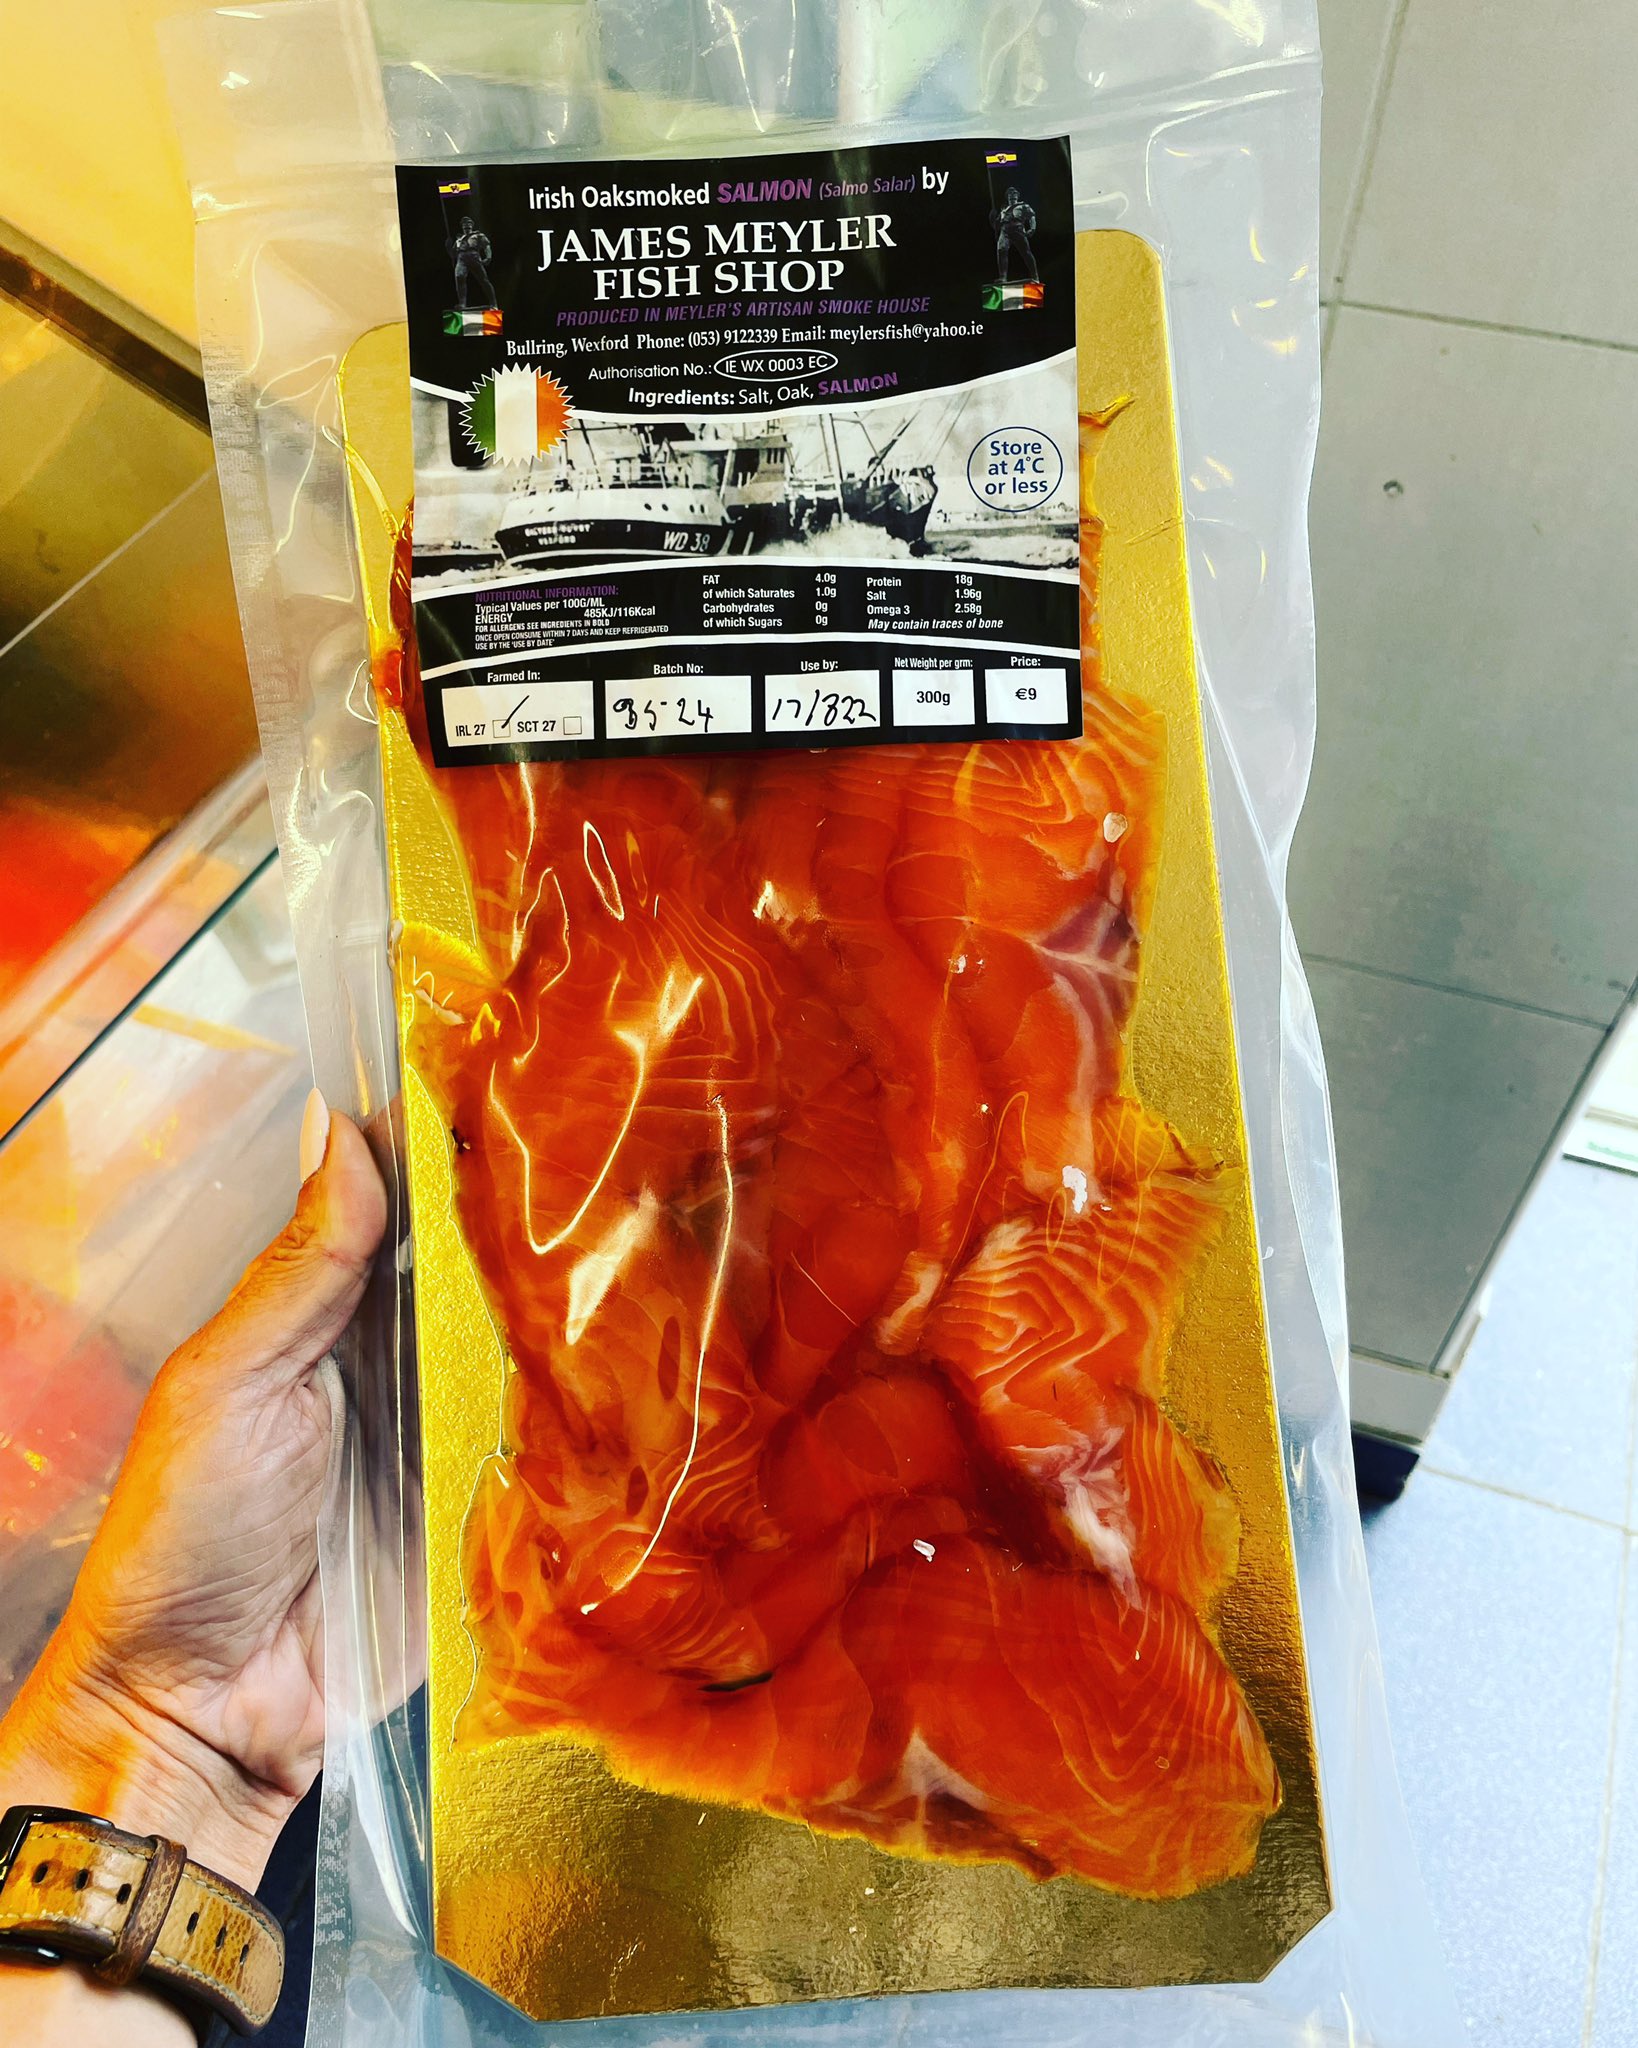 Irish Oaksmoked SALMON (Salmo Salar) by
JAMES MEYLER
FISH SHOP
PRODUCED IN MEYLER'S ARTISAN SMOKE HOUSE
Bullring, Wexford Phone: (053) 9122339 Email: meylersfish@yahoo.ie
Authorisation No.: IE WX 0003 EC
Ingredients: Salt, Oak, SALMON
Store
at 4°C
or less
WD 38
NUTRITIONAL INFORMATION:
Typical Values per 100G/ML
ENERGY 485KJ/116Kcal
FOR ALLERGENS SEE INGREDIENTS IN BOLD
ONCE OPEN CONSUME WITHIN 7 DAYS AND KEEP REFRIGERATED
USE BY THE 'USE BY DATE'
FAT 4.0g
of which Saturates 1.0g
Carbohydrates 0g
of which Sugars 0g
Protein 18g
Salt 1.96g
Omega 3 2.58g
May contain traces of bone
Farmed In:
IRL 27 SCT 27
Batch No:
95-24
Use by:
17/822
Net Weight per grm:
300g
Price:
€9